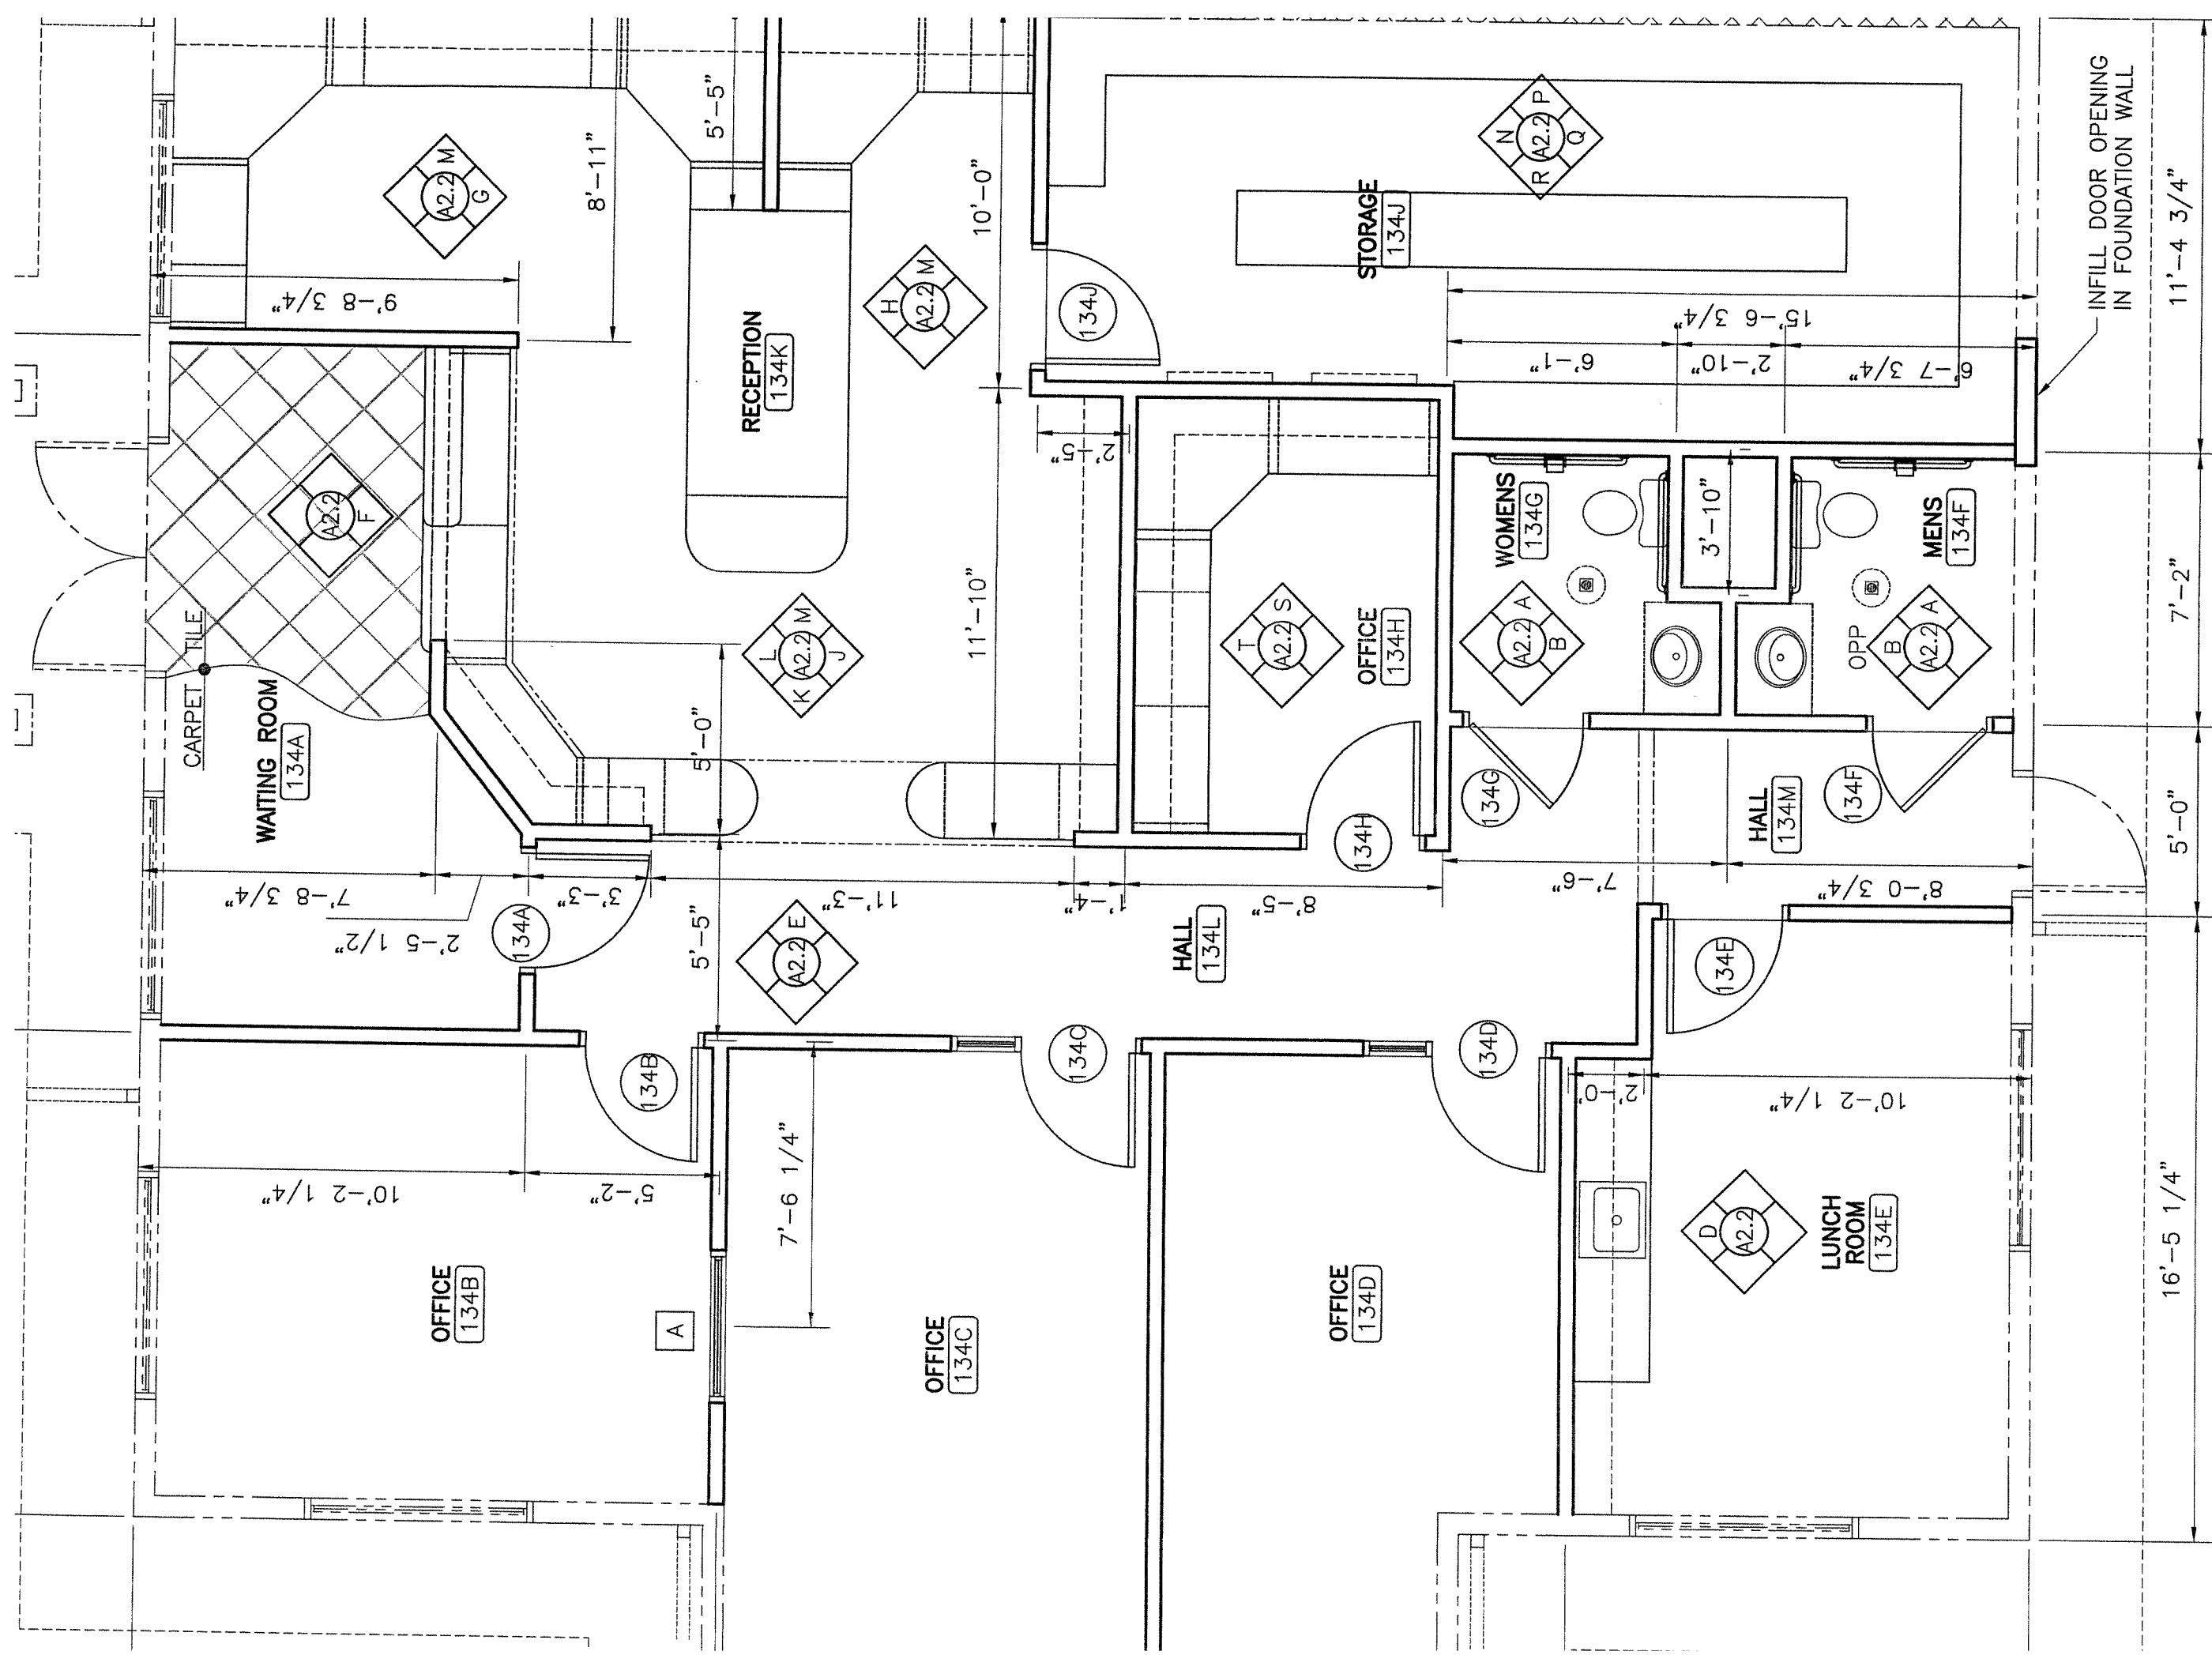 CARPET
TILE
WAITING ROOM
134A
A2.2
F
9'-8 3/4"
A2.2
M
G
8'-11"
5'-5"
RECEPTION
134K
H
A2.2
M
10'-0"
11'-10"
L
K
A2.2
M
J
5'-0"
2'-5"
134J
STORAGE
134J
N
P
R
A2.2
Q
15'-6 3/4"
6'-1"
2'-10"
6'-7 3/4"
INFILL DOOR OPENING
IN FOUNDATION WALL
11'-4 3/4"
7'-2"
5'-0"
16'-5 1/4"
WOMENS
134G
A2.2
A
B
3'-10"
MENS
134F
OPP
B
A2.2
A
T
A2.2
S
OFFICE
134H
134H
134G
134F
HALL
134M
7'-6"
8'-0 3/4"
7'-8 3/4"
2'-5 1/2"
3'-3"
11'-3"
1'-4"
8'-5"
134A
5'-5"
A2.2
E
HALL
134L
134B
134C
134D
134E
10'-2 1/4"
5'-2"
7'-6 1/4"
2'-0"
10'-2 1/4"
OFFICE
134B
A
OFFICE
134C
OFFICE
134D
D
A2.2
LUNCH
ROOM
134E